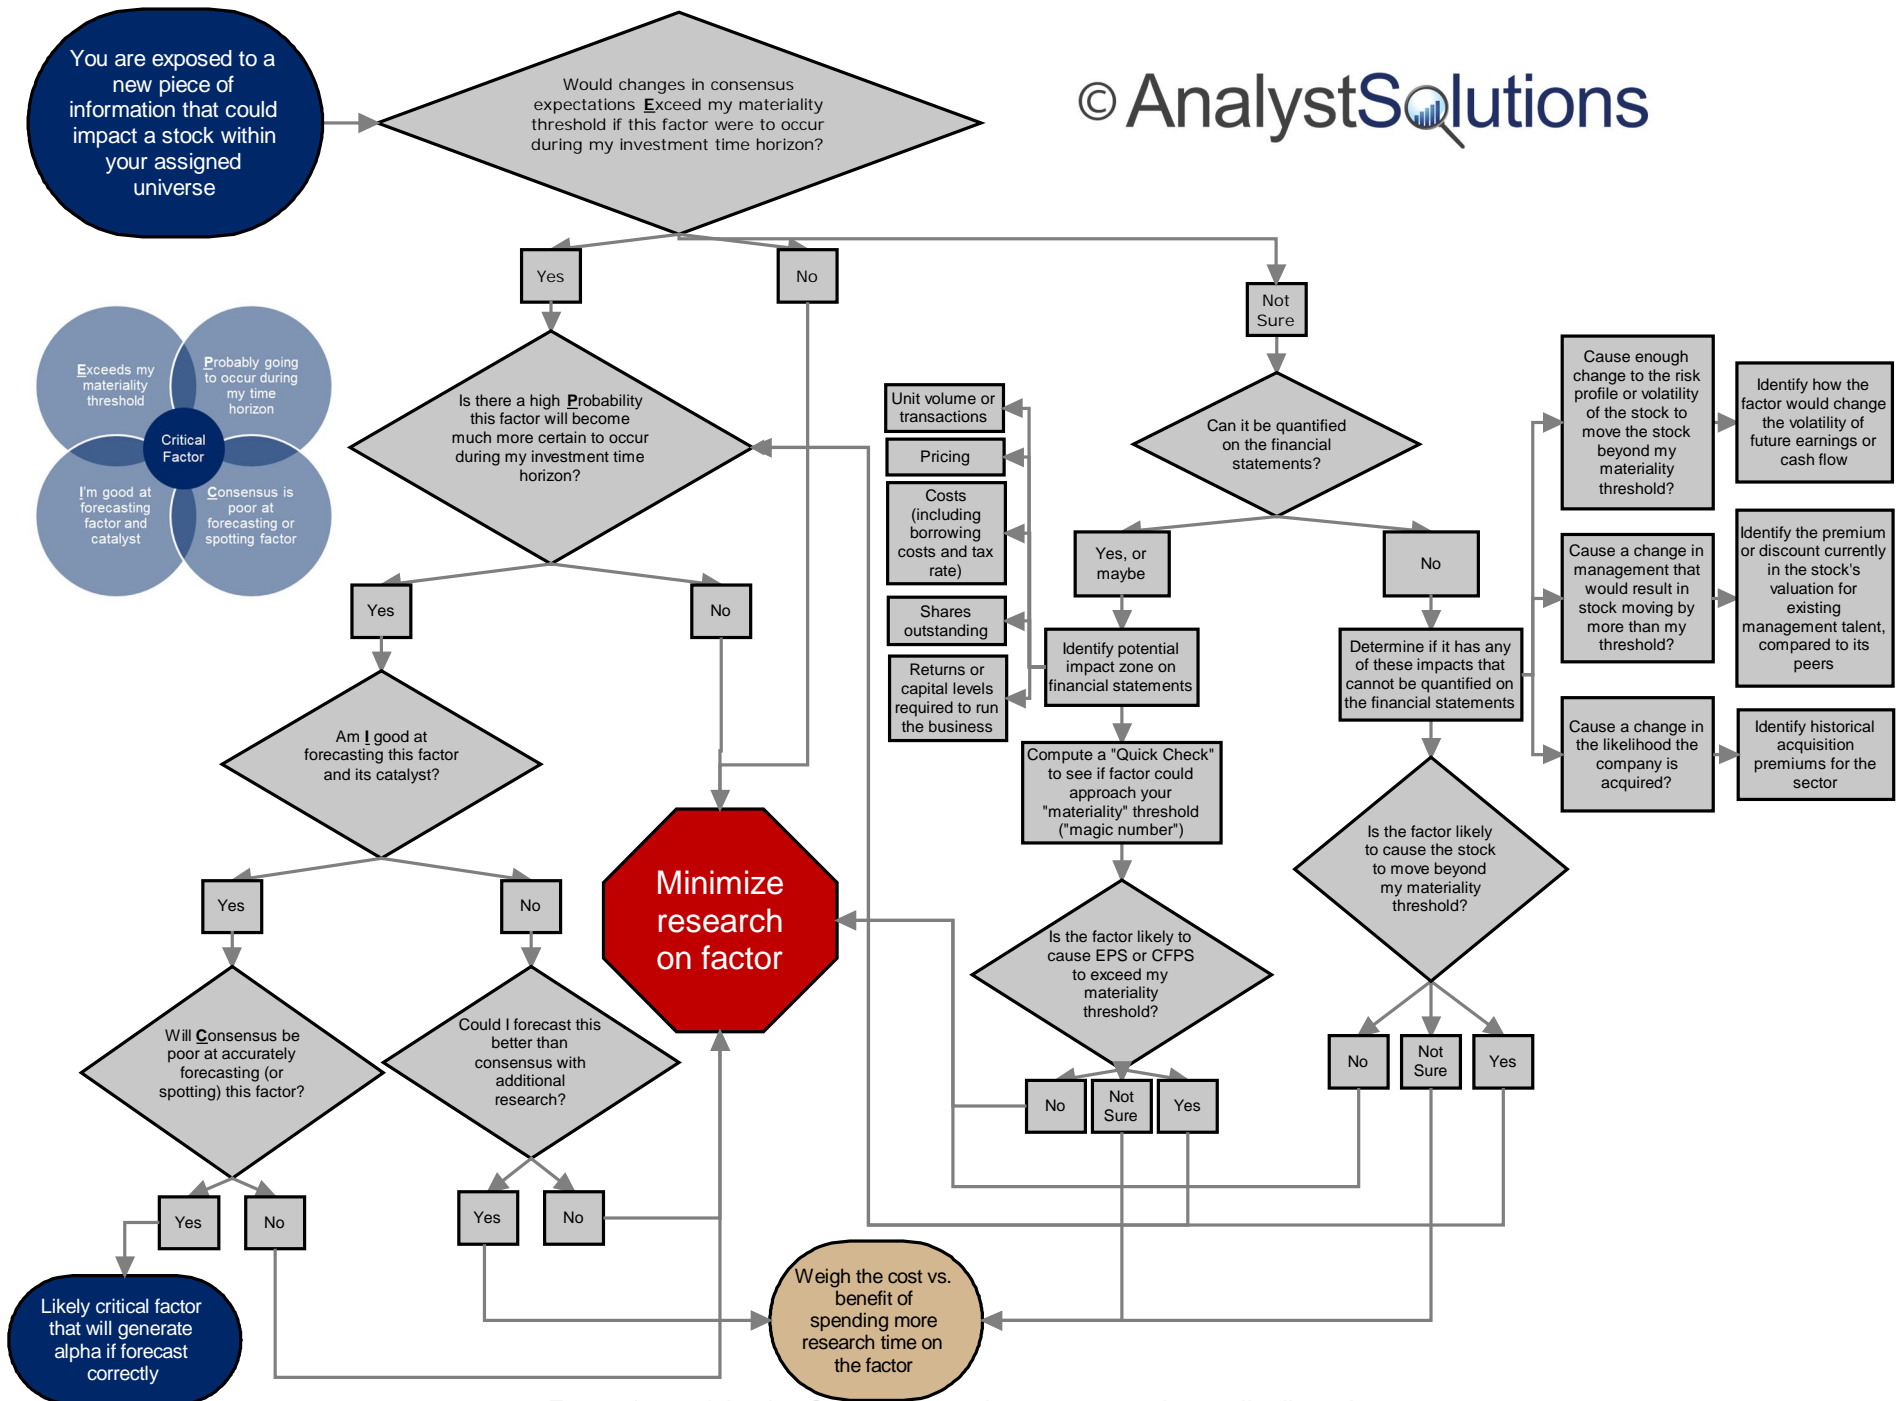 You are exposed to a
new piece of
information that could
impact a stock within
your assigned
universe
Would changes in consensus
expectations Exceed my materiality
threshold if this factor were to occur
during my investment time horizon?
© AnalystSolutions
Yes
No
Not
Sure
Exceeds my
materiality
threshold
Probably going
to occur during
my time
horizon
Critical
Factor
I'm good at
forecasting
factor and
catalyst
Consensus is
poor at
forecasting or
spotting factor
Is there a high Probability
this factor will become
much more certain to occur
during my investment time
horizon?
Yes
No
Am I good at
forecasting this factor
and its catalyst?
Yes
No
Will Consensus be
poor at accurately
forecasting (or
spotting) this factor?
Could I forecast this
better than
consensus with
additional
research?
Yes
No
Yes
No
Likely critical factor
that will generate
alpha if forecast
correctly
Minimize
research
on factor
Weigh the cost vs.
benefit of
spending more
research time on
the factor
Can it be quantified
on the financial
statements?
Yes, or
maybe
No
Unit volume or
transactions
Pricing
Costs
(including
borrowing
costs and tax
rate)
Shares
outstanding
Returns or
capital levels
required to run
the business
Identify potential
impact zone on
financial statements
Compute a "Quick Check"
to see if factor could
approach your
"materiality" threshold
("magic number")
Is the factor likely to
cause EPS or CFPS
to exceed my
materiality
threshold?
No
Not
Sure
Yes
Determine if it has any
of these impacts that
cannot be quantified on
the financial statements
Is the factor likely
to cause the stock
to move beyond
my materiality
threshold?
No
Not
Sure
Yes
Cause enough
change to the risk
profile or volatility
of the stock to
move the stock
beyond my
materiality
threshold?
Identify how the
factor would change
the volatility of
future earnings or
cash flow
Cause a change in
management that
would result in
stock moving by
more than my
threshold?
Identify the premium
or discount currently
in the stock's
valuation for
existing
management talent,
compared to its
peers
Cause a change in
the likelihood the
company is
acquired?
Identify historical
acquisition
premiums for the
sector